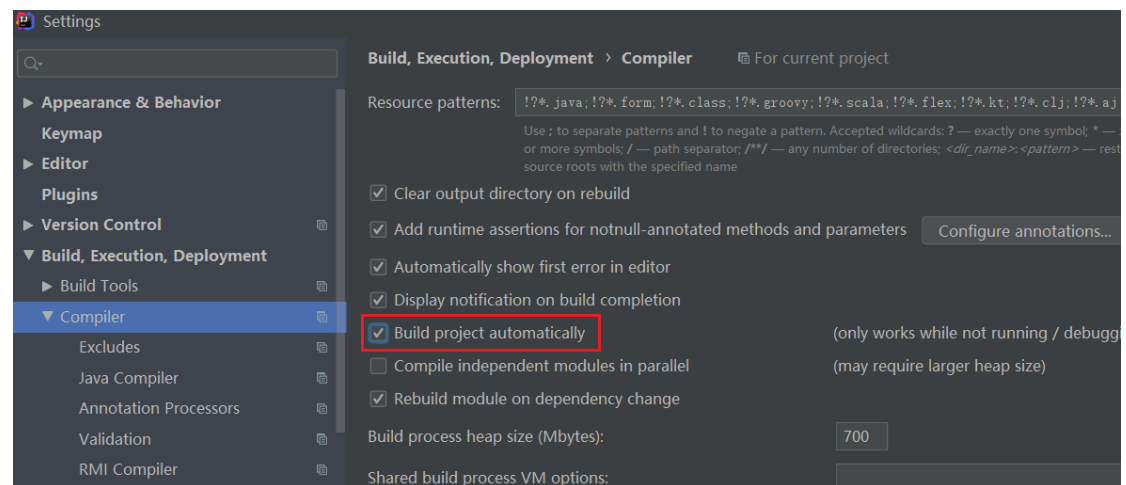 Settings
Build, Execution, Deployment › Compiler For current project
Appearance & Behavior
Keymap
Editor
Plugins
Version Control
Build, Execution, Deployment
Build Tools
Compiler
Excludes
Java Compiler
Annotation Processors
Validation
RMI Compiler
Resource patterns: !?*.java;!?*.form;!?*.class;!?*.groovy;!?*.scala;!?*.flex;!?*.kt;!?*.clj;!?*.aj
Use ; to separate patterns and ! to negate a pattern. Accepted wildcards: ? — exactly one symbol; * —
or more symbols; / — path separator; /**/ — any number of directories; <dir_name>:<pattern> — rest
source roots with the specified name
Clear output directory on rebuild
Add runtime assertions for notnull-annotated methods and parameters Configure annotations...
Automatically show first error in editor
Display notification on build completion
Build project automatically (only works while not running / debuggi
Compile independent modules in parallel (may require larger heap size)
Rebuild module on dependency change
Build process heap size (Mbytes): 700
Shared build process VM options: